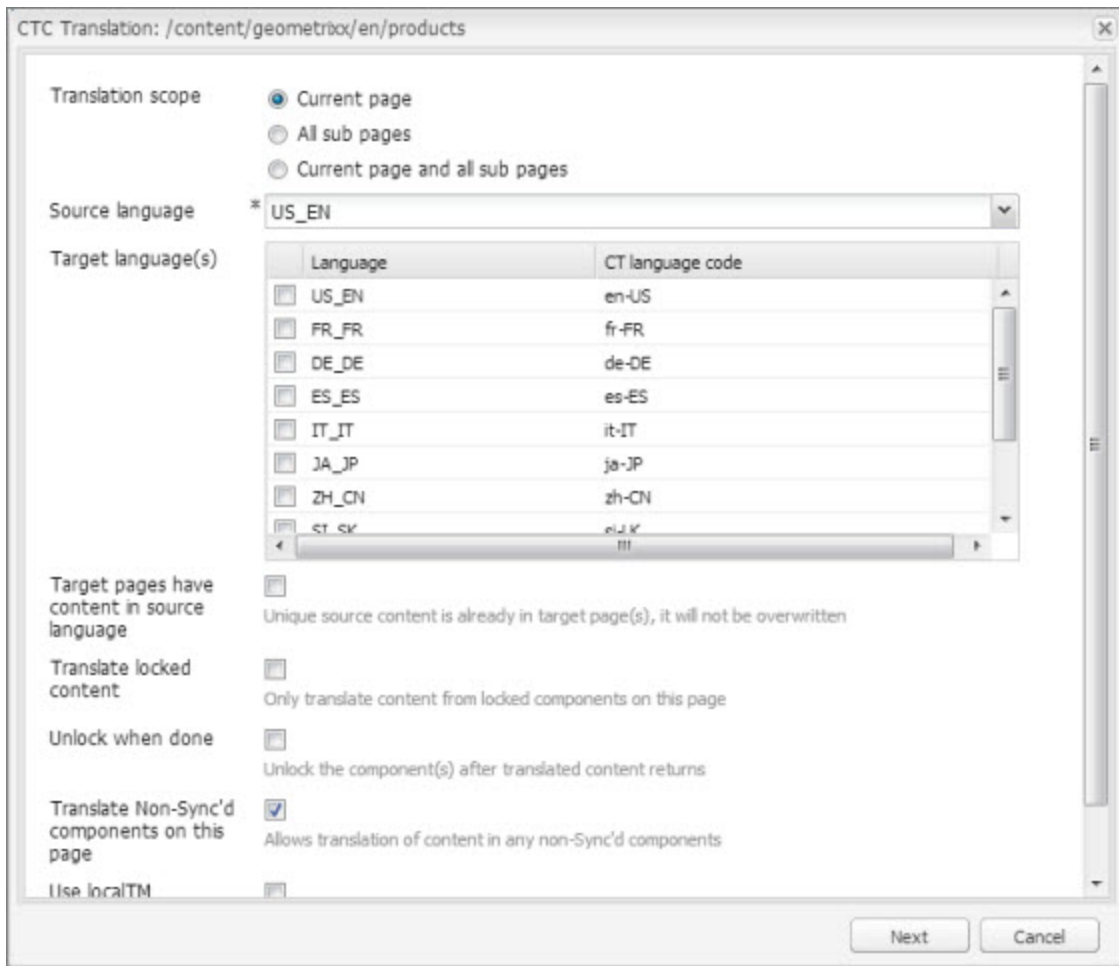 CTC Translation: /content/geometrixx/en/products
Translation scope
Current page
All sub pages
Current page and all sub pages
Source language * US_EN
Target language(s)
Language CT language code
US_EN en-US
FR_FR fr-FR
DE_DE de-DE
ES_ES es-ES
IT_IT it-IT
JA_JP ja-JP
ZH_CN zh-CN
SI_SK si-LK
Target pages have
content in source
language
Unique source content is already in target page(s), it will not be overwritten
Translate locked
content
Only translate content from locked components on this page
Unlock when done
Unlock the component(s) after translated content returns
Translate Non-Sync'd
components on this
page
Allows translation of content in any non-Sync'd components
Use localTM
Next Cancel